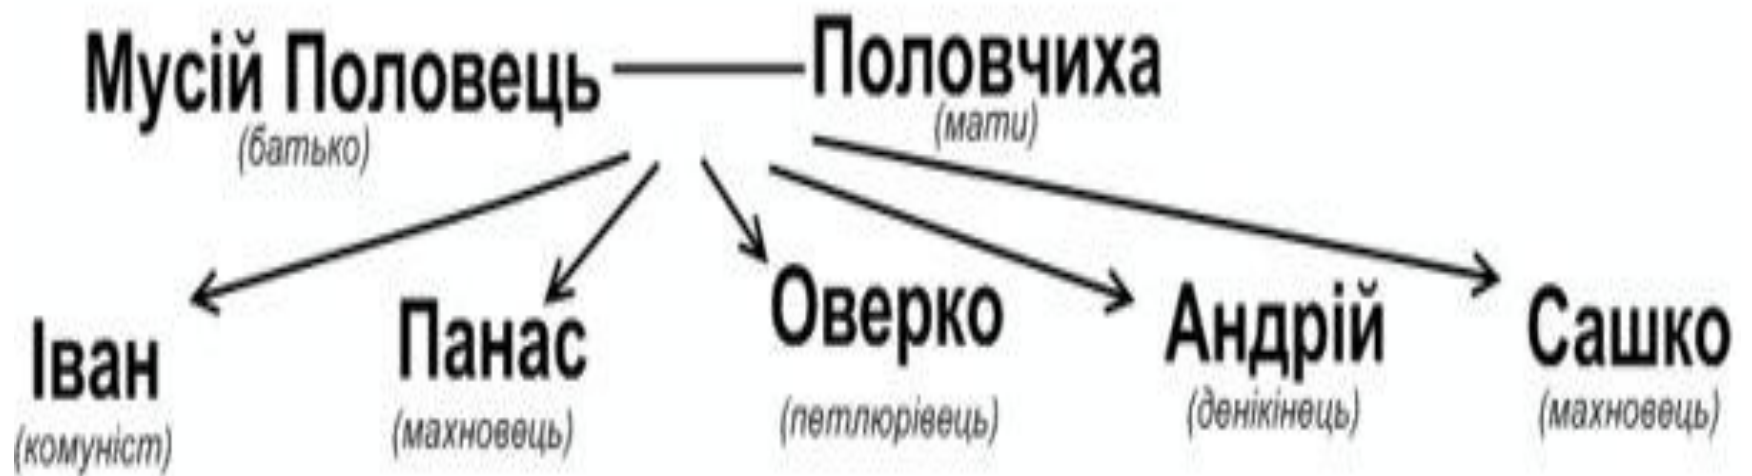 Мусій Половець Половчиха
(батько) (мати)
Іван Панас Оверко Андрій Сашко
(комуніст) (махновець) (петлюрівець) (денікінець) (махновець)